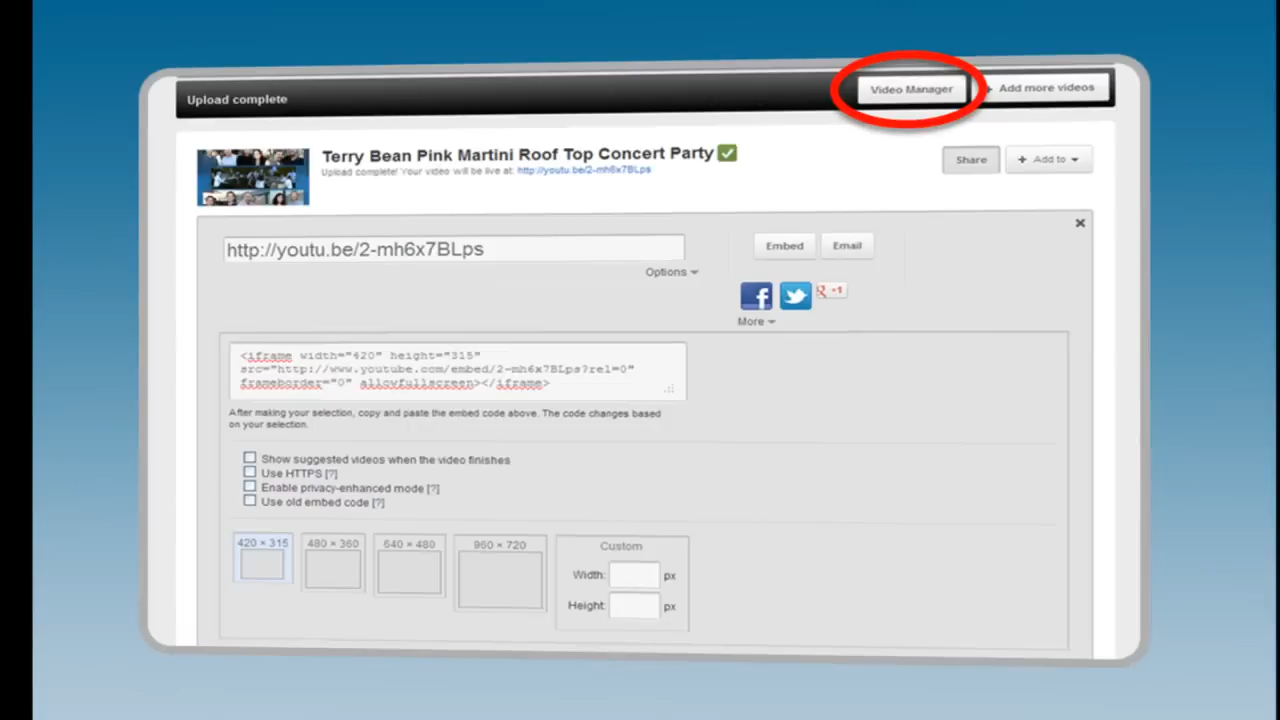 Upload complete
Video Manager
+ Add more videos
Terry Bean Pink Martini Roof Top Concert Party
Upload complete! Your video will be live at: http://youtu.be/2-mh6x7BLps
Share
+ Add to
http://youtu.be/2-mh6x7BLps
Options
Embed
Email
f
g +1
More
<iframe width="420" height="315"
src="http://www.youtube.com/embed/2-mh6x7BLps?rel=0"
frameborder="0" allowfullscreen></iframe>
After making your selection, copy and paste the embed code above. The code changes based
on your selection.
Show suggested videos when the video finishes
Use HTTPS [?]
Enable privacy-enhanced mode [?]
Use old embed code [?]
420 × 315
480 × 360
640 × 480
960 × 720
Custom
Width: px
Height: px